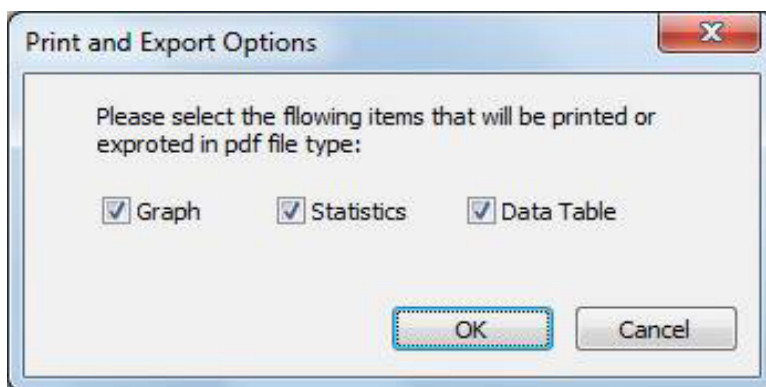 Print and Export Options
Please select the fllowing items that will be printed or
exproted in pdf file type:
Graph Statistics Data Table
OK Cancel